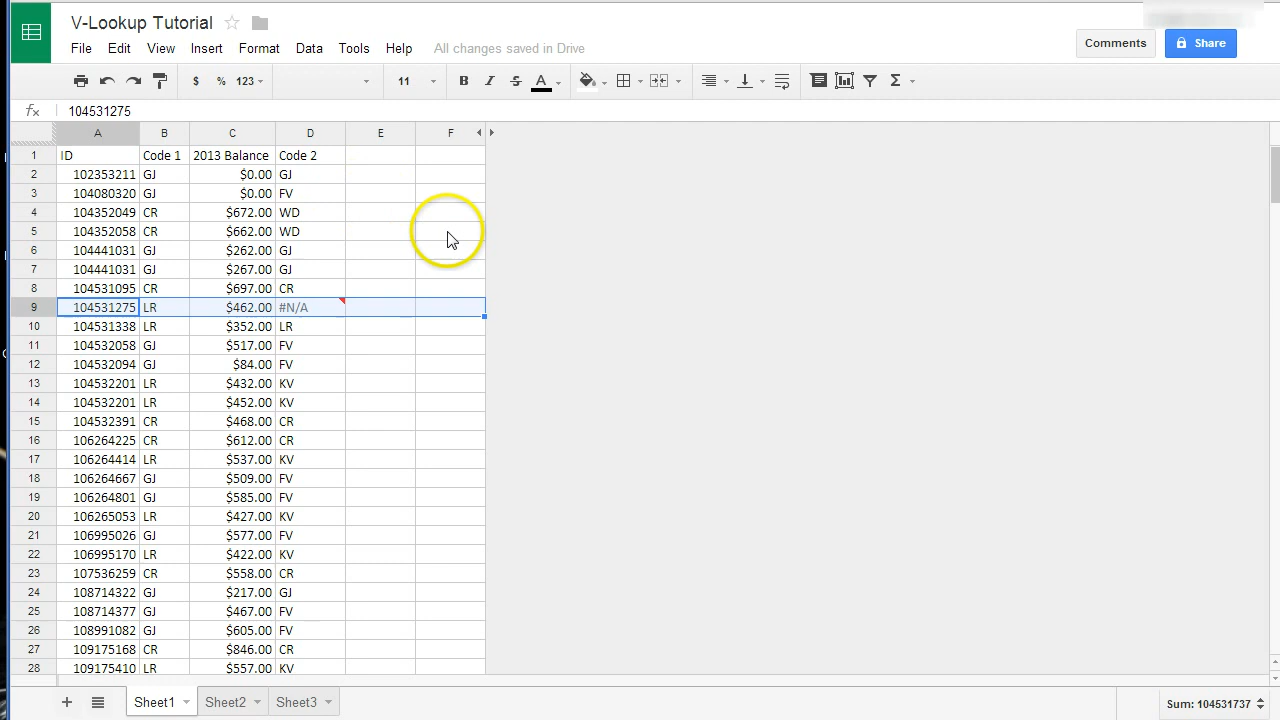 V-Lookup Tutorial
File Edit View Insert Format Data Tools Help All changes saved in Drive
Comments Share
$ % 123 11 B I S A Σ
fx 104531275
A B C D E F
1 ID Code 1 2013 Balance Code 2
2 102353211 GJ $0.00 GJ
3 104080320 GJ $0.00 FV
4 104352049 CR $672.00 WD
5 104352058 CR $662.00 WD
6 104441031 GJ $262.00 GJ
7 104441031 GJ $267.00 GJ
8 104531095 CR $697.00 CR
9 104531275 LR $462.00 #N/A
10 104531338 LR $352.00 LR
11 104532058 GJ $517.00 FV
12 104532094 GJ $84.00 FV
13 104532201 LR $432.00 KV
14 104532201 LR $452.00 KV
15 104532391 CR $468.00 CR
16 106264225 CR $612.00 CR
17 106264414 LR $537.00 KV
18 106264667 GJ $509.00 FV
19 106264801 GJ $585.00 FV
20 106265053 LR $427.00 KV
21 106995026 GJ $577.00 FV
22 106995170 LR $422.00 KV
23 107536259 CR $558.00 CR
24 108714322 GJ $217.00 GJ
25 108714377 GJ $467.00 FV
26 108991082 GJ $605.00 FV
27 109175168 CR $846.00 CR
28 109175410 LR $557.00 KV
Sheet1 Sheet2 Sheet3 Sum: 104531737